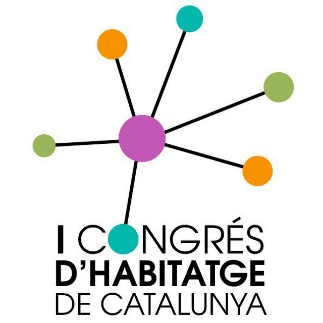 I CONGRÉS
D'HABITATGE
DE CATALUNYA